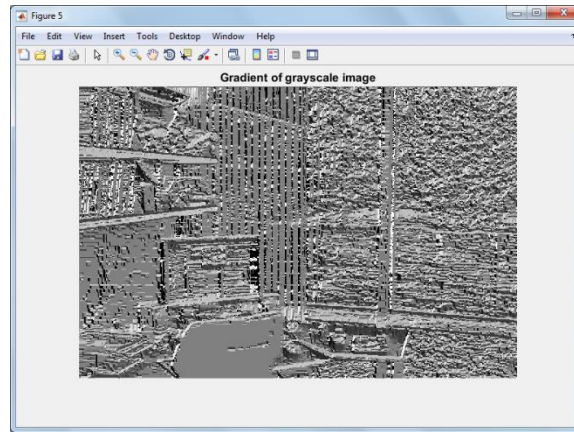 Figure 5
File Edit View Insert Tools Desktop Window Help
Gradient of grayscale image